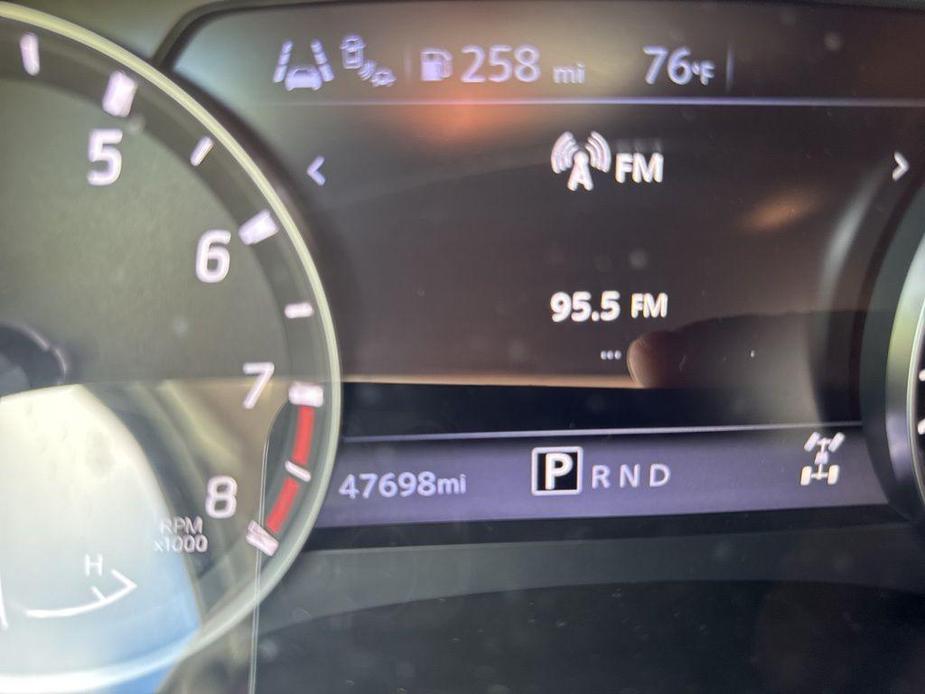 258 mi 76°F
< FM >
95.5 FM
...
5
6
7
8
RPM
x1000
H
47698mi P R N D